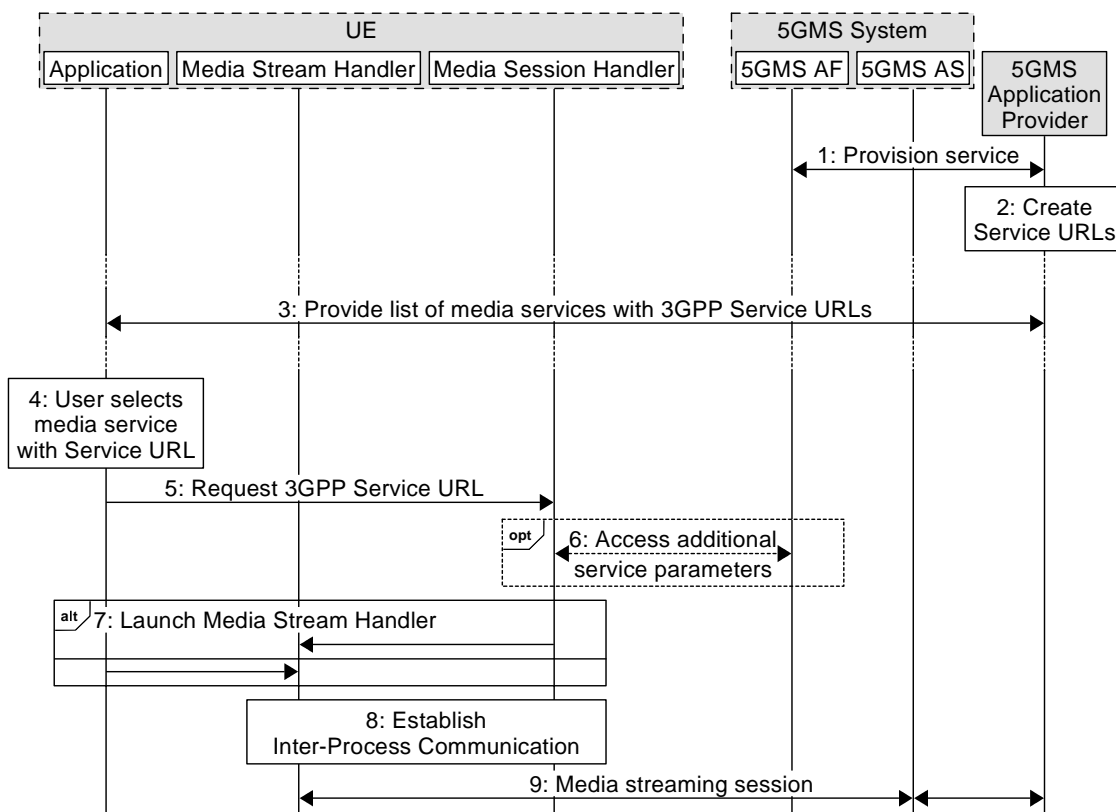 UE
5GMS System
Application
Media Stream Handler
Media Session Handler
5GMS AF
5GMS AS
5GMS
Application
Provider
1: Provision service
2: Create
Service URLs
3: Provide list of media services with 3GPP Service URLs
4: User selects
media service
with Service URL
5: Request 3GPP Service URL
opt
6: Access additional
service parameters
alt
7: Launch Media Stream Handler
8: Establish
Inter-Process Communication
9: Media streaming session